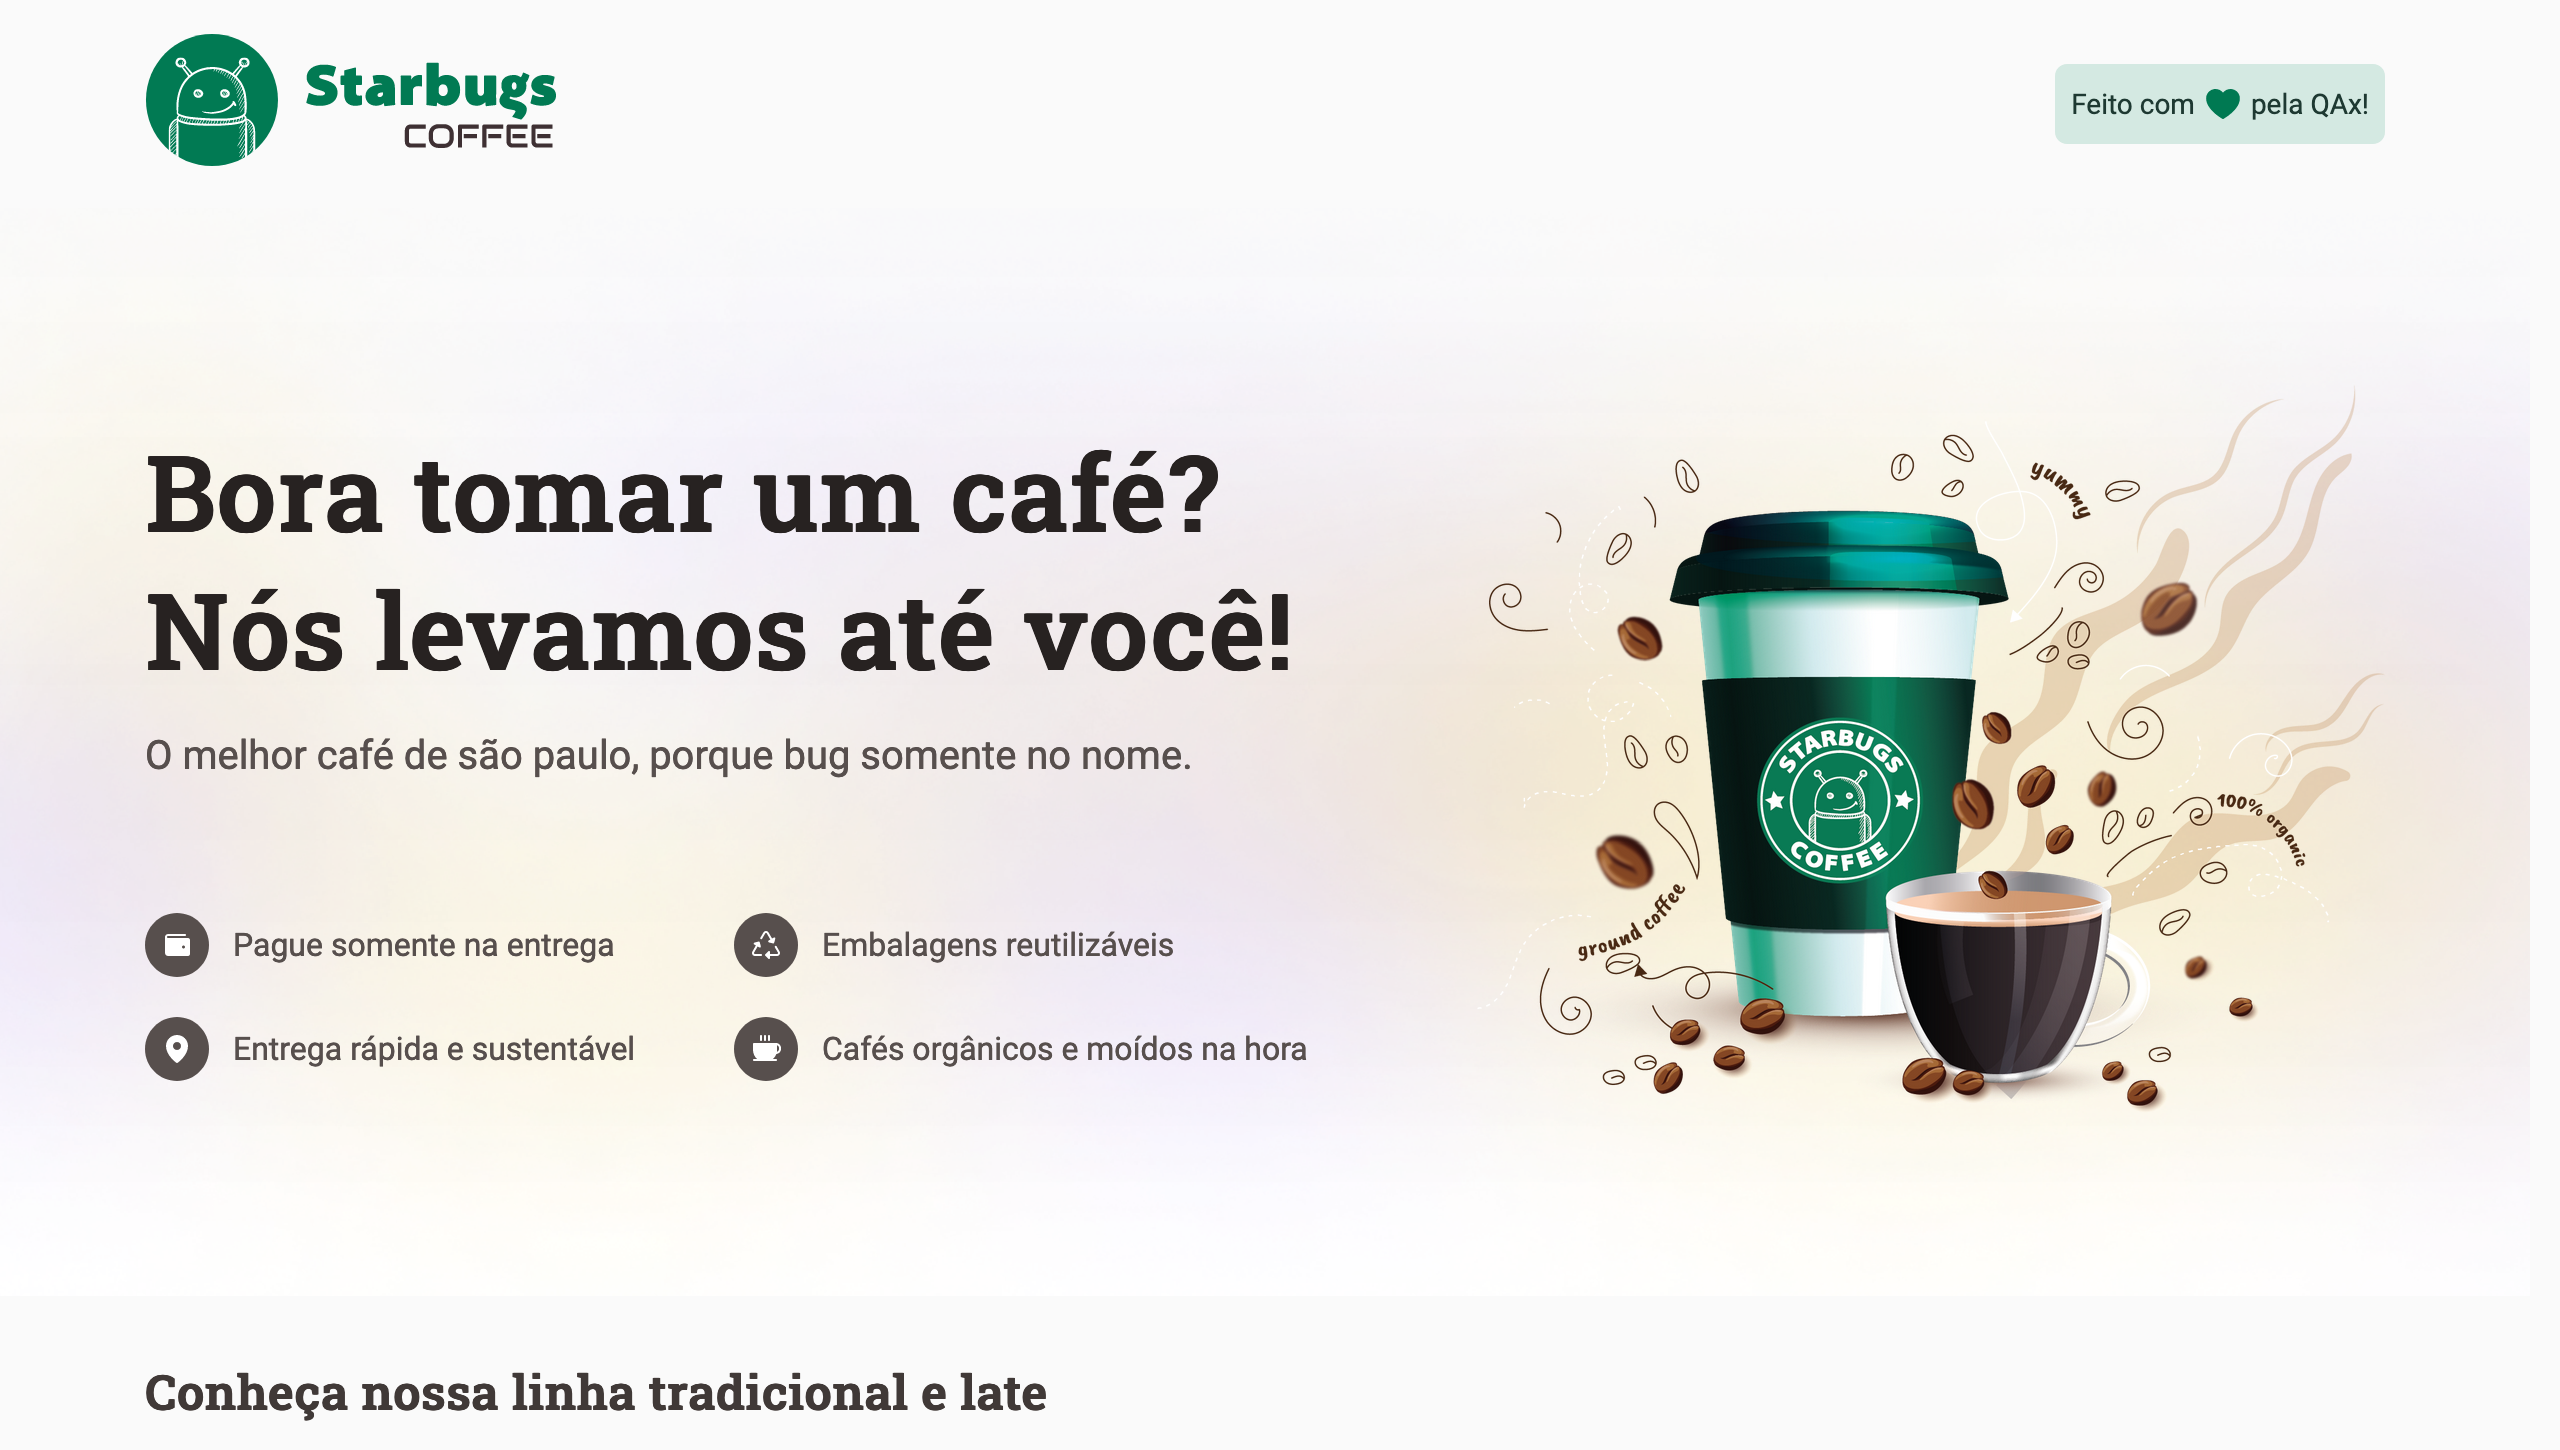 Starbugs
COFFEE
Feito com pela QAx!
Bora tomar um café?
Nós levamos até você!
O melhor café de são paulo, porque bug somente no nome.
Pague somente na entrega
Embalagens reutilizáveis
Entrega rápida e sustentável
Cafés orgânicos e moídos na hora
yummy
STARBUGS
COFFEE
100% organic
ground coffee
Conheça nossa linha tradicional e late